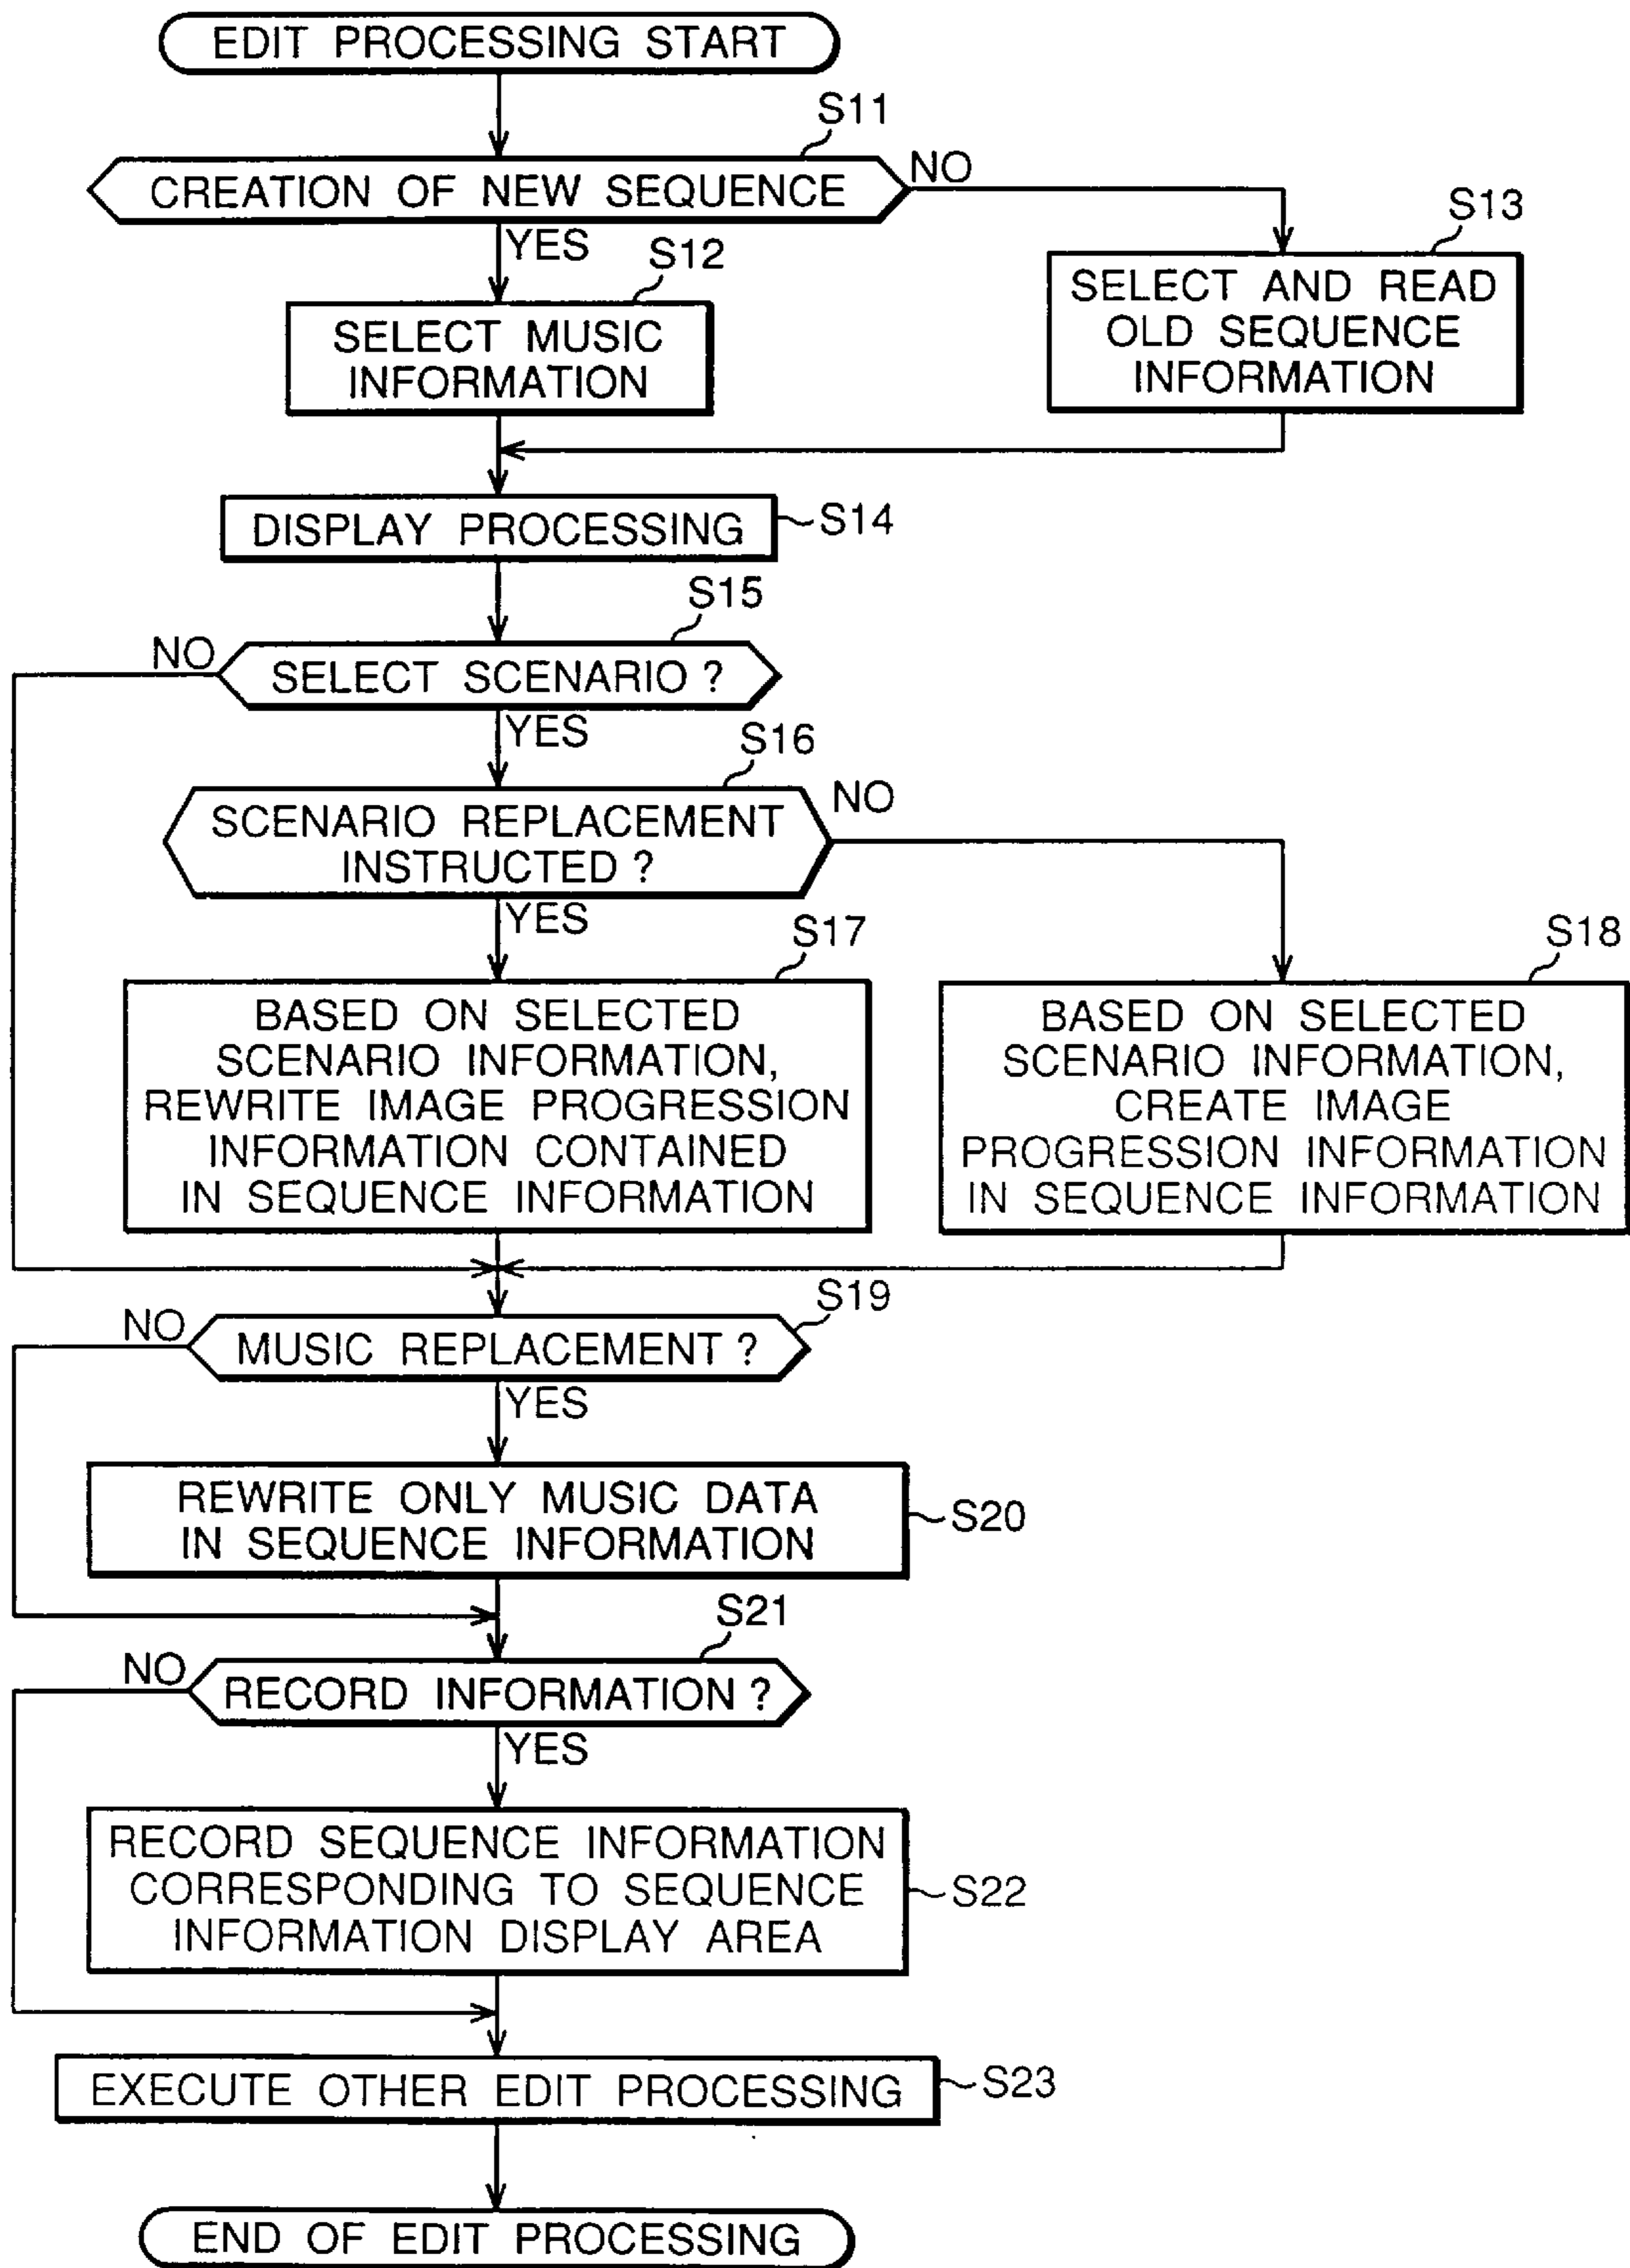 EDIT PROCESSING START
S11
CREATION OF NEW SEQUENCE
NO
YES
S12
SELECT MUSIC
INFORMATION
S13
SELECT AND READ
OLD SEQUENCE
INFORMATION
DISPLAY PROCESSING
S14
S15
NO
SELECT SCENARIO ?
YES
S16
SCENARIO REPLACEMENT
INSTRUCTED ?
NO
YES
S17
BASED ON SELECTED
SCENARIO INFORMATION,
REWRITE IMAGE PROGRESSION
INFORMATION CONTAINED
IN SEQUENCE INFORMATION
S18
BASED ON SELECTED
SCENARIO INFORMATION,
CREATE IMAGE
PROGRESSION INFORMATION
IN SEQUENCE INFORMATION
S19
NO
MUSIC REPLACEMENT ?
YES
REWRITE ONLY MUSIC DATA
IN SEQUENCE INFORMATION
S20
S21
NO
RECORD INFORMATION ?
YES
RECORD SEQUENCE INFORMATION
CORRESPONDING TO SEQUENCE
INFORMATION DISPLAY AREA
S22
EXECUTE OTHER EDIT PROCESSING
S23
END OF EDIT PROCESSING